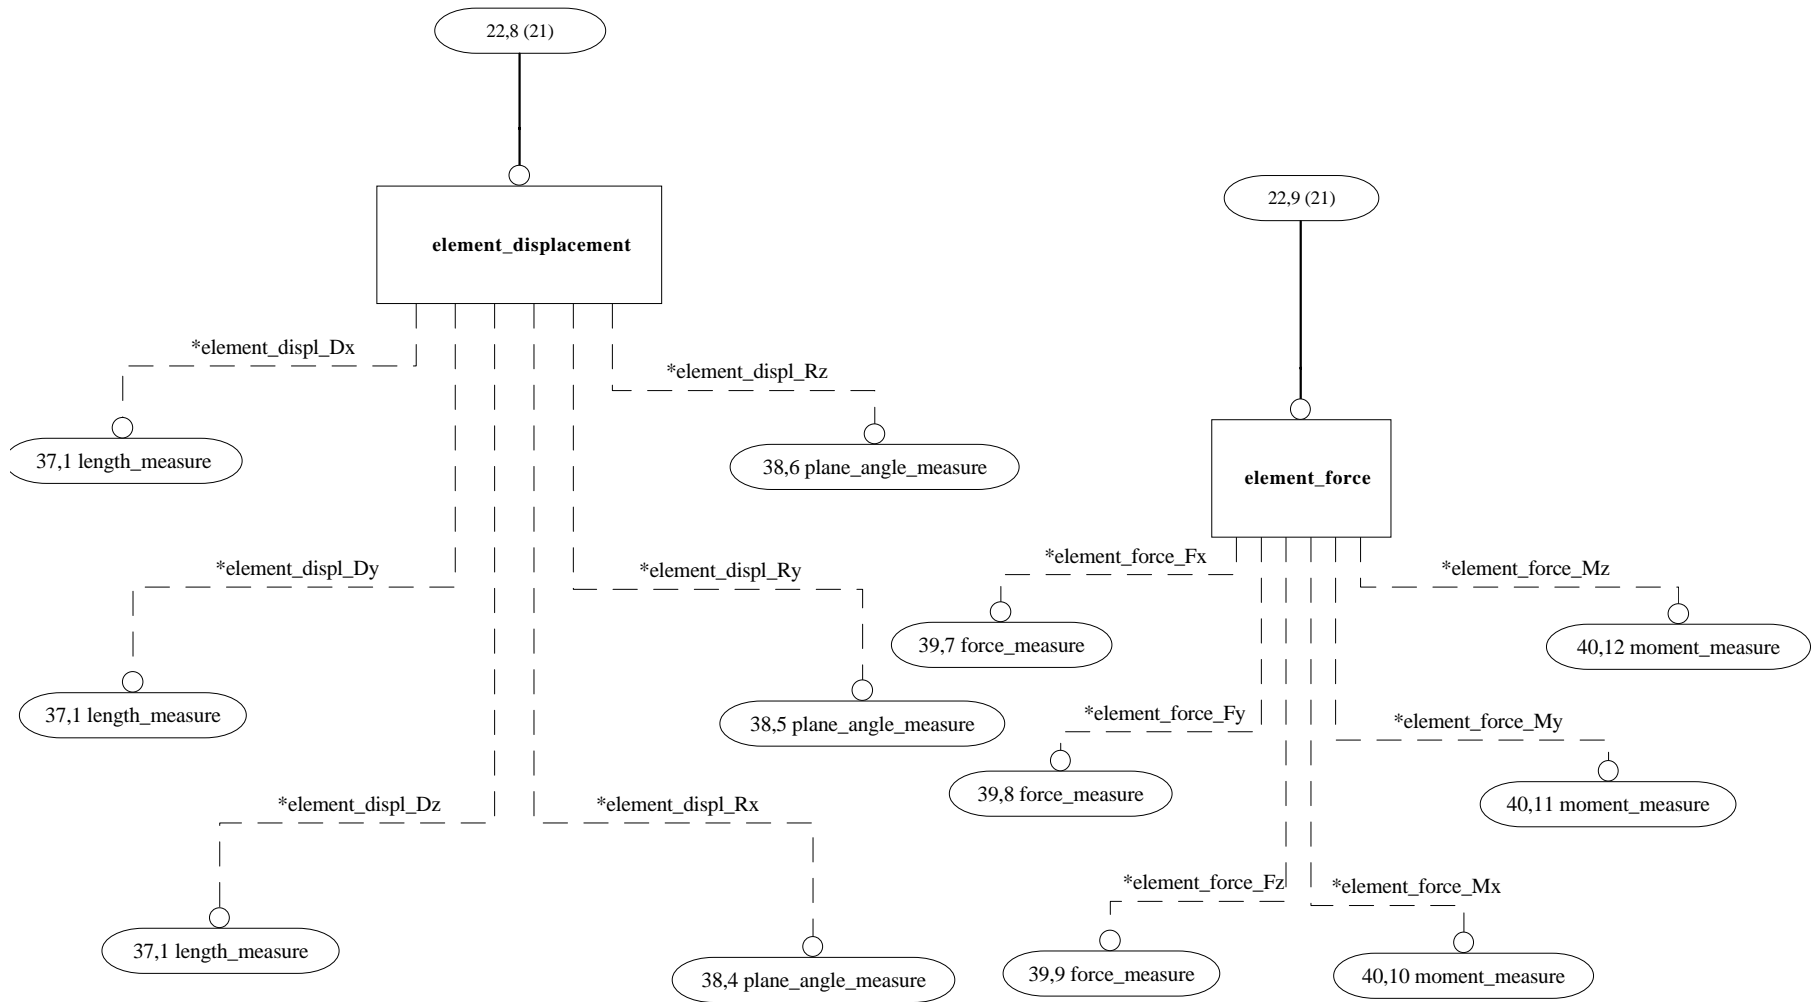 22,8 (21)
22,9 (21)
element_displacement
*element_displ_Dx
*element_displ_Rz
37,1 length_measure
38,6 plane_angle_measure
element_force
*element_force_Fx
*element_displ_Dy
*element_displ_Ry
*element_force_Mz
39,7 force_measure
40,12 moment_measure
37,1 length_measure
38,5 plane_angle_measure
*element_force_Fy
*element_force_My
39,8 force_measure
40,11 moment_measure
*element_displ_Dz
*element_displ_Rx
*element_force_Fz
*element_force_Mx
37,1 length_measure
38,4 plane_angle_measure
39,9 force_measure
40,10 moment_measure